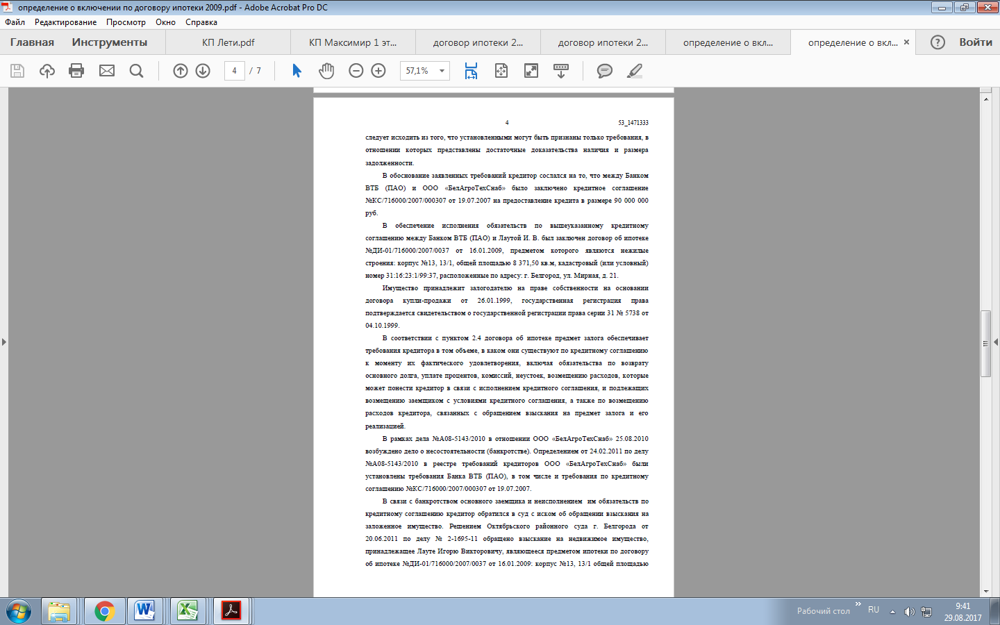 определение о включении по договору ипотеки 2009.pdf - Adobe Acrobat Pro DC
Файл Редактирование Просмотр Окно Справка
Главная Инструменты КП Лети.pdf КП Максимир 1 эт... договор ипотеки 2... договор ипотеки 2... определение о вкл... определение о вкл... × ? Войти
4 / 7 57,1%
4 53_1471333
следует исходить из того, что установленными могут быть признаны только требования, в
отношении которых представлены достаточные доказательства наличия и размера
задолженности.
В обоснование заявленных требований кредитор сослался на то, что между Банком
ВТБ (ПАО) и ООО «БелАгроТехСнаб» было заключено кредитное соглашение
№КС/716000/2007/000307 от 19.07.2007 на предоставление кредита в размере 90 000 000
руб.
В обеспечение исполнения обязательств по вышеуказанному кредитному
соглашению между Банком ВТБ (ПАО) и Лаутой И. В. был заключен договор об ипотеке
№ДИ-01/716000/2007/0037 от 16.01.2009, предметом которого являются нежилые
строения: корпус №13, 13/1, общей площадью 8 371,50 кв.м, кадастровый (или условный)
номер 31:16:23:1/99:37, расположенные по адресу: г. Белгород, ул. Мирная, д. 21.
Имущество принадлежит залогодателю на праве собственности на основании
договора купли-продажи от 26.01.1999, государственная регистрация права
подтверждается свидетельством о государственной регистрации права серии 31 № 5738 от
04.10.1999.
В соответствии с пунктом 2.4 договора об ипотеке предмет залога обеспечивает
требования кредитора в том объеме, в каком они существуют по кредитному соглашению
к моменту их фактического удовлетворения, включая обязательства по возврату
основного долга, уплате процентов, комиссий, неустоек, возмещению расходов, которые
может понести кредитор в связи с исполнением кредитного соглашения, и подлежащих
возмещению заемщиком с условиями кредитного соглашения, а также по возмещению
расходов кредитора, связанных с обращением взыскания на предмет залога и его
реализацией.
В рамках дела №А08-5143/2010 в отношении ООО «БелАгроТехСнаб» 25.08.2010
возбуждено дело о несостоятельности (банкротстве). Определением от 24.02.2011 по делу
№А08-5143/2010 в реестре требований кредиторов ООО «БелАгроТехСнаб» были
установлены требования Банка ВТБ (ПАО), в том числе и требования по кредитному
соглашению №КС/716000/2007/000307 от 19.07.2007.
В связи с банкротством основного заемщика и неисполнением им обязательств по
кредитному соглашению кредитор обратился в суд с иском об обращении взыскания на
заложенное имущество. Решением Октябрьского районного суда г. Белгорода от
20.06.2011 по делу № 2-1695-11 обращено взыскание на недвижимое имущество,
принадлежащее Лауте Игорю Викторовичу, являющееся предметом ипотеки по договору
об ипотеке №ДИ-01/716000/2007/0037 от 16.01.2009: корпус №13, 13/1 общей площадью
Рабочий стол » RU 9:41
29.08.2017